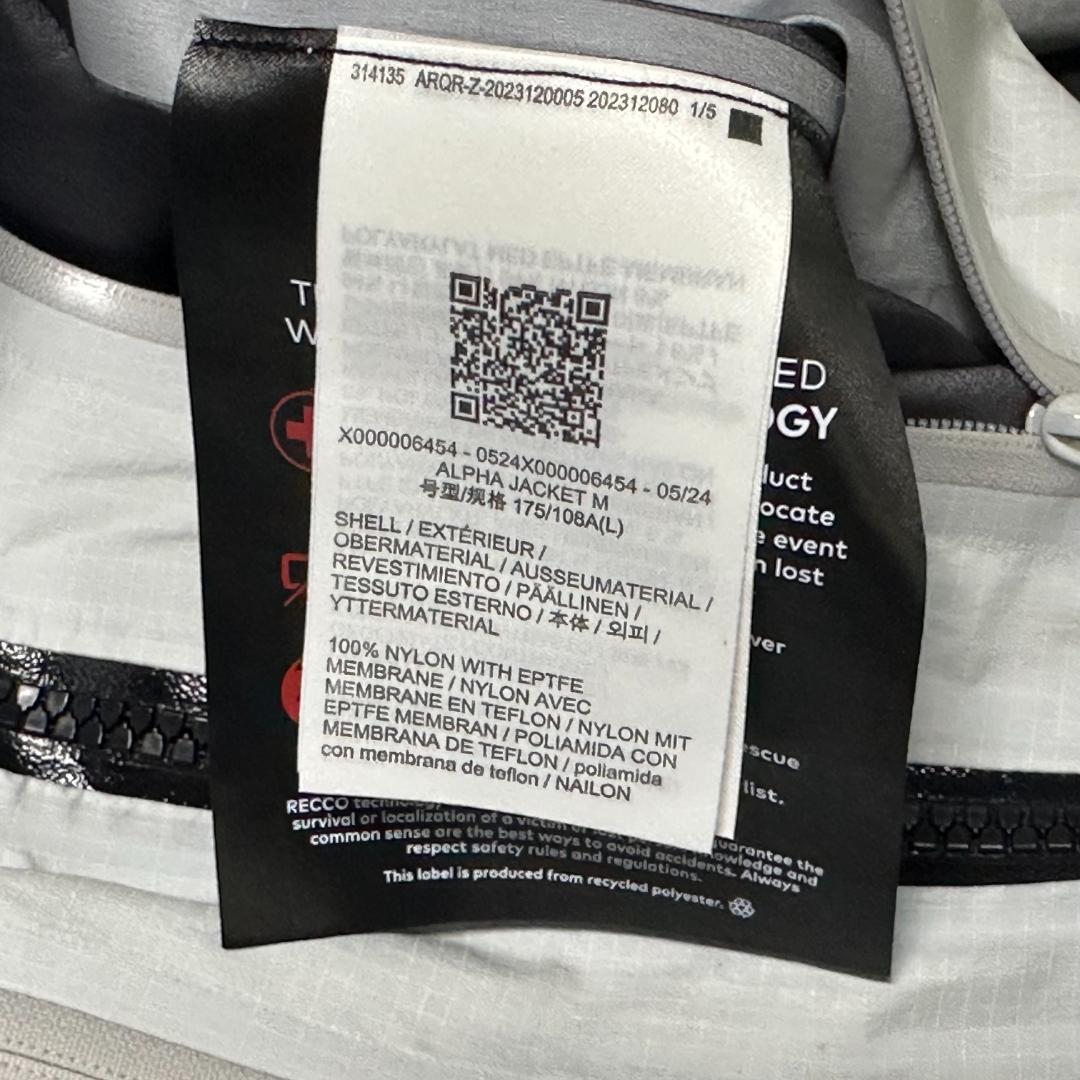 314135 ARQR-Z-2023120005 202312080 1/5
X000006454 - 0524X000006454 - 05/24
ALPHA JACKET M
号型/规格 175/108A(L)
SHELL / EXTÉRIEUR /
OBERMATERIAL / AUSSEUMATERIAL /
REVESTIMIENTO / PÄÄLLINEN /
TESSUTO ESTERNO / 本体 / 외피 /
YTTERMATERIAL
100% NYLON WITH EPTFE
MEMBRANE / NYLON AVEC
MEMBRANE EN TEFLON / NYLON MIT
EPTFE MEMBRAN / POLIAMIDA CON
MEMBRANA DE TEFLON / poliamida
con membrana de teflon / NAILON
ED
OGY
duct
ocate
e event
n lost
ver
escue
list.
RECCO technology
survival or localization of a victim or guarantee the
common sense are the best ways to avoid accidents. Always
respect safety rules and regulations.
This label is produced from recycled polyester.